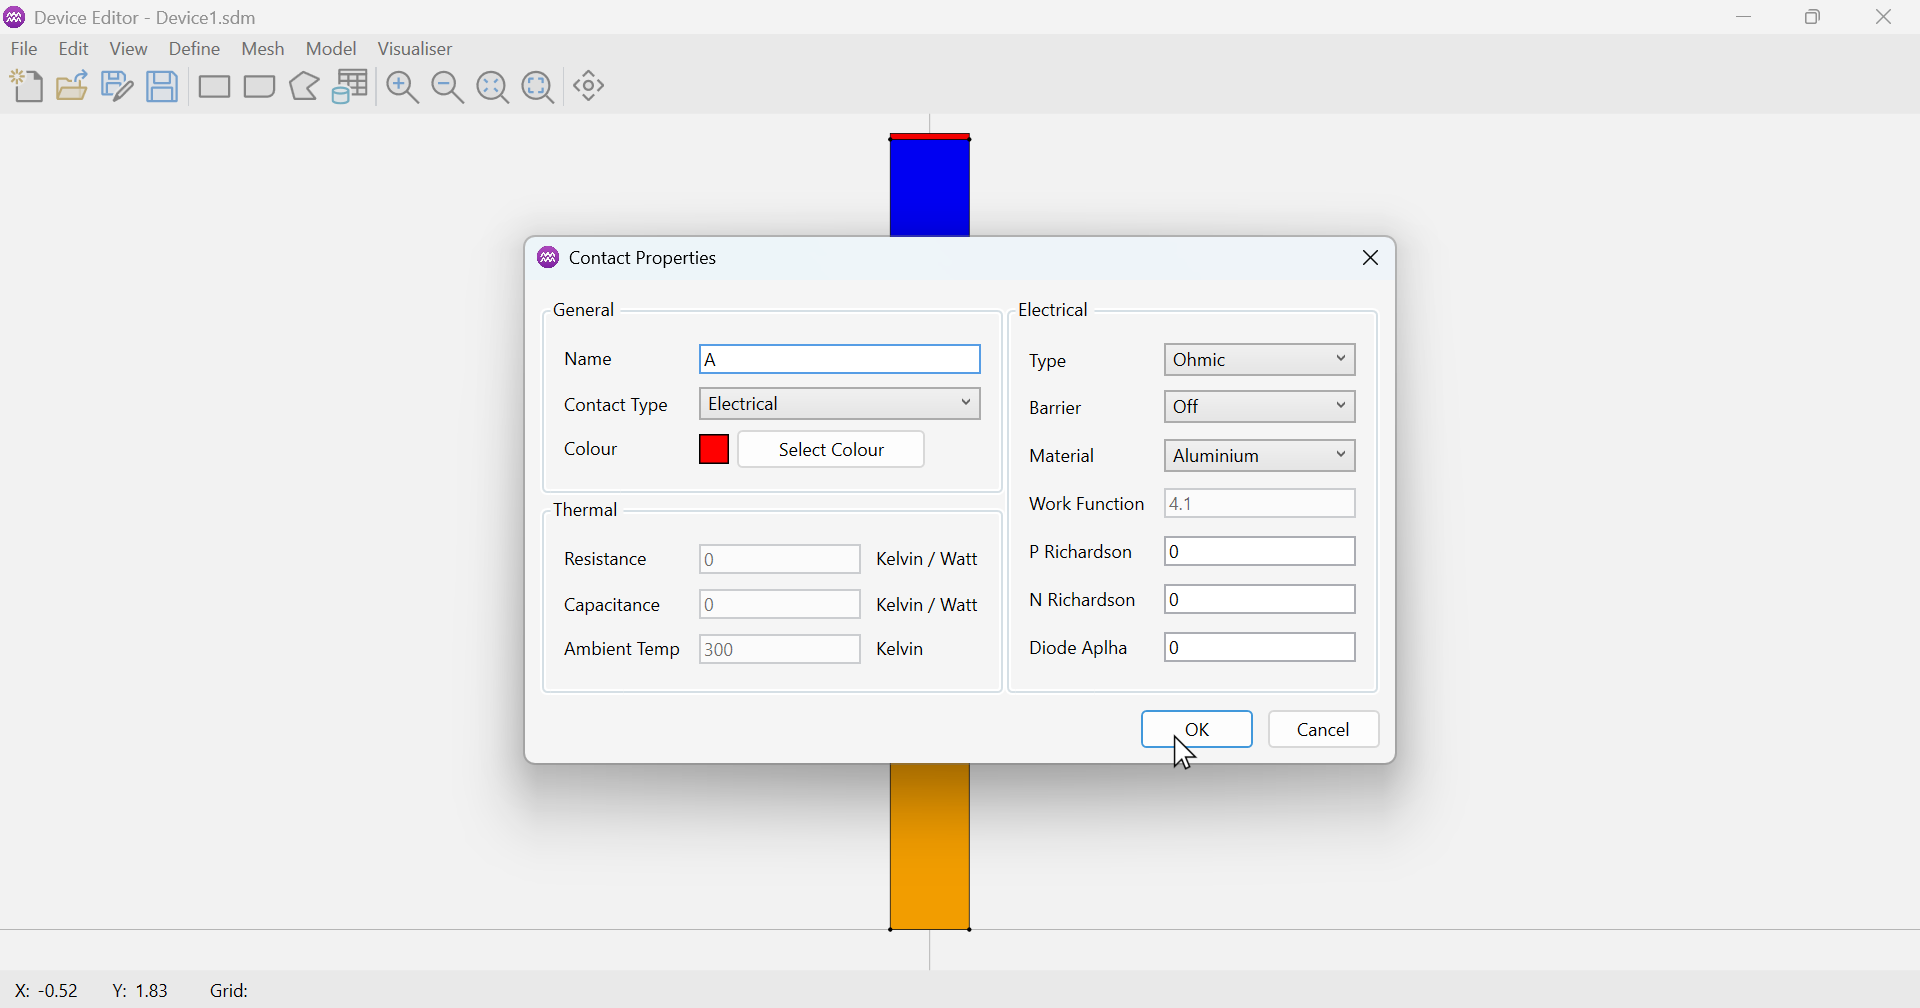 Device Editor - Device1.sdm
File Edit View Define Mesh Model Visualiser
Contact Properties
General
Name A
Contact Type Electrical
Colour Select Colour
Thermal
Resistance 0 Kelvin / Watt
Capacitance 0 Kelvin / Watt
Ambient Temp 300 Kelvin
Electrical
Type Ohmic
Barrier Off
Material Aluminium
Work Function 4.1
P Richardson 0
N Richardson 0
Diode Aplha 0
OK Cancel
X: -0.52 Y: 1.83 Grid: